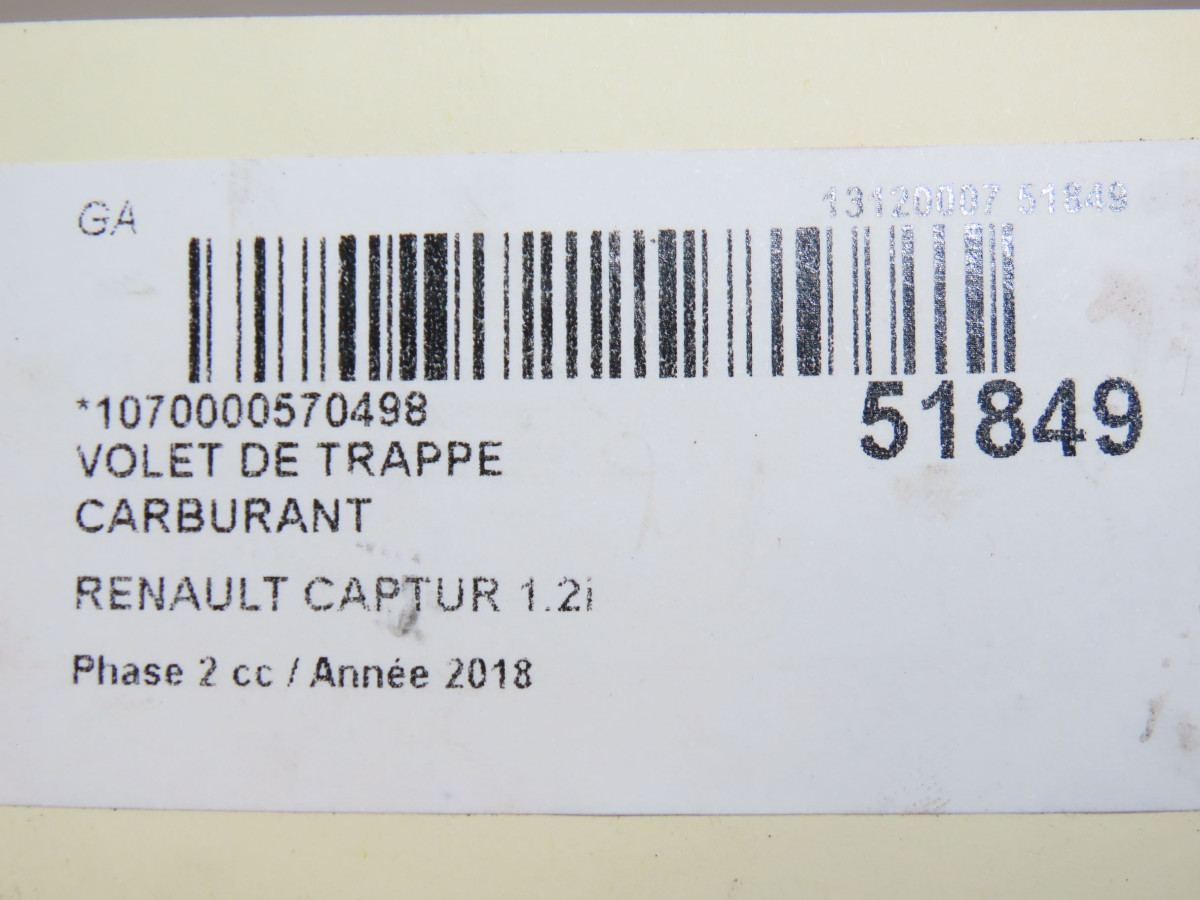 GA
13120007 51849
*1070000570498
51849
VOLET DE TRAPPE
CARBURANT
RENAULT CAPTUR 1.2i
Phase 2 cc / Année 2018